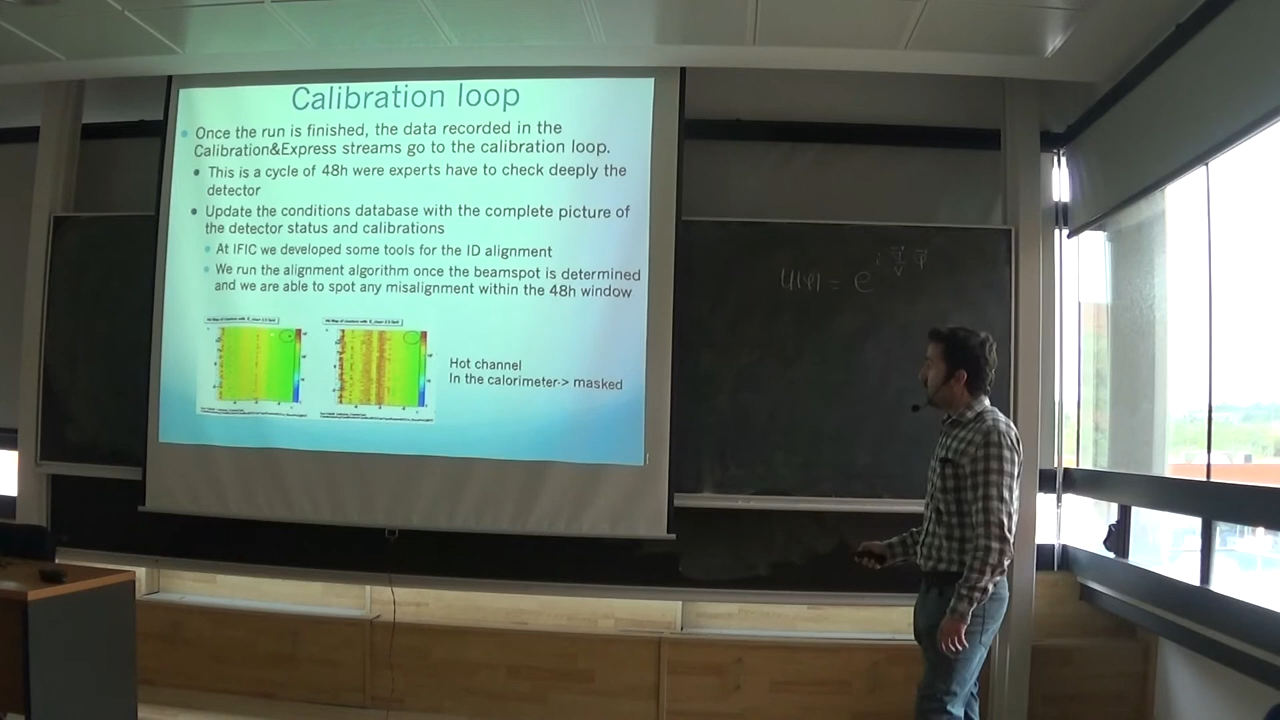 Calibration loop
Once the run is finished, the data recorded in the
Calibration&Express streams go to the calibration loop.
This is a cycle of 48h were experts have to check deeply the
detector
Update the conditions database with the complete picture of
the detector status and calibrations
At IFIC we developed some tools for the ID alignment
We run the alignment algorithm once the beamspot is determined
and we are able to spot any misalignment within the 48h window
Hot channel
In the calorimeter-> masked